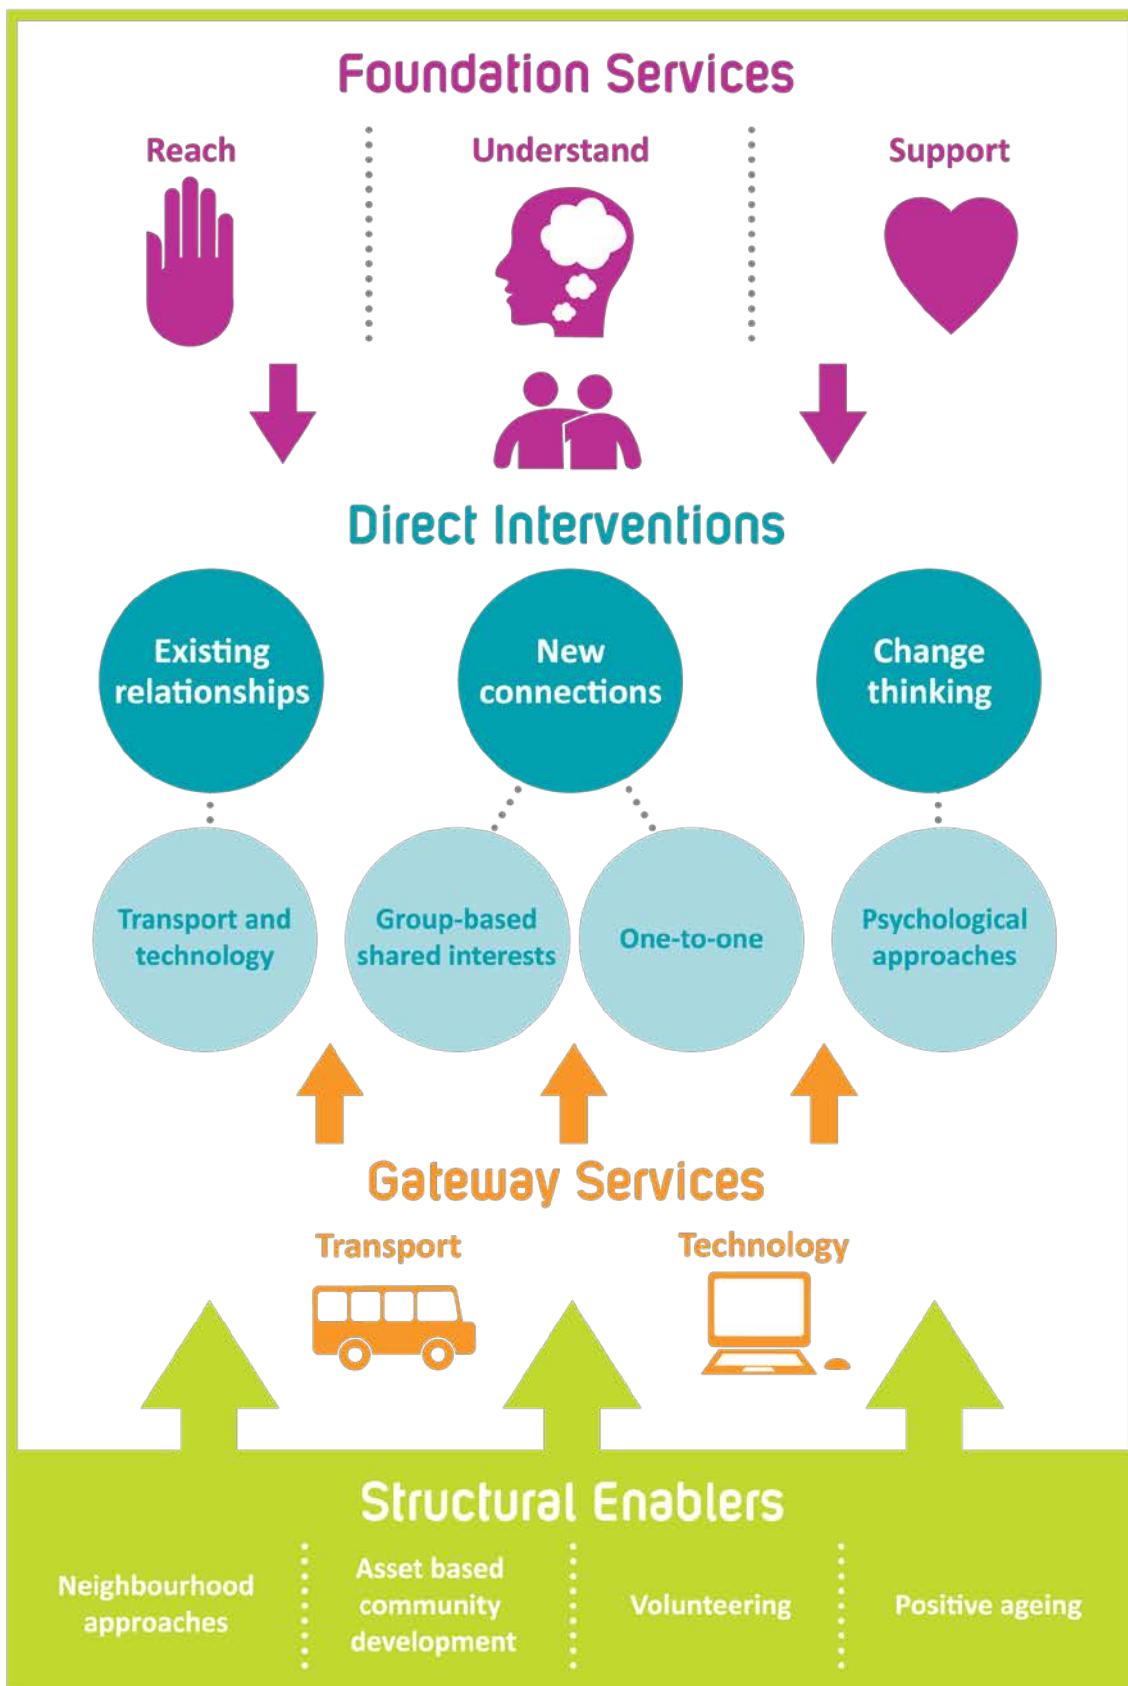 Foundation Services
Reach
Understand
Support
Direct Interventions
Existing
relationships
New
connections
Change
thinking
Transport and
technology
Group-based
shared interests
One-to-one
Psychological
approaches
Gateway Services
Transport
Technology
Structural Enablers
Neighbourhood
approaches
Asset based
community
development
Volunteering
Positive ageing